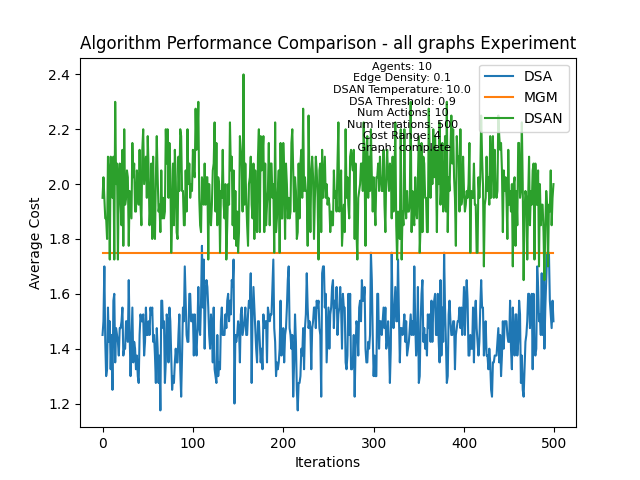 Algorithm Performance Comparison - all graphs Experiment
Agents: 10
Edge Density: 0.1
DSAN Temperature: 10.0
DSA Threshold: 0.9
Num Actions: 10
Num Iterations: 500
Cost Range: 4
Graph: complete
DSA
MGM
DSAN
Average Cost
2.4
2.2
2.0
1.8
1.6
1.4
1.2
0
100
200
300
400
500
Iterations